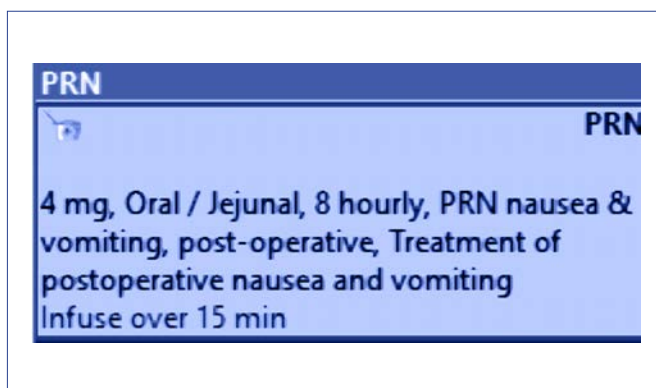 PRN
PRN
4 mg, Oral / Jejunal, 8 hourly, PRN nausea &
vomiting, post-operative, Treatment of
postoperative nausea and vomiting
Infuse over 15 min